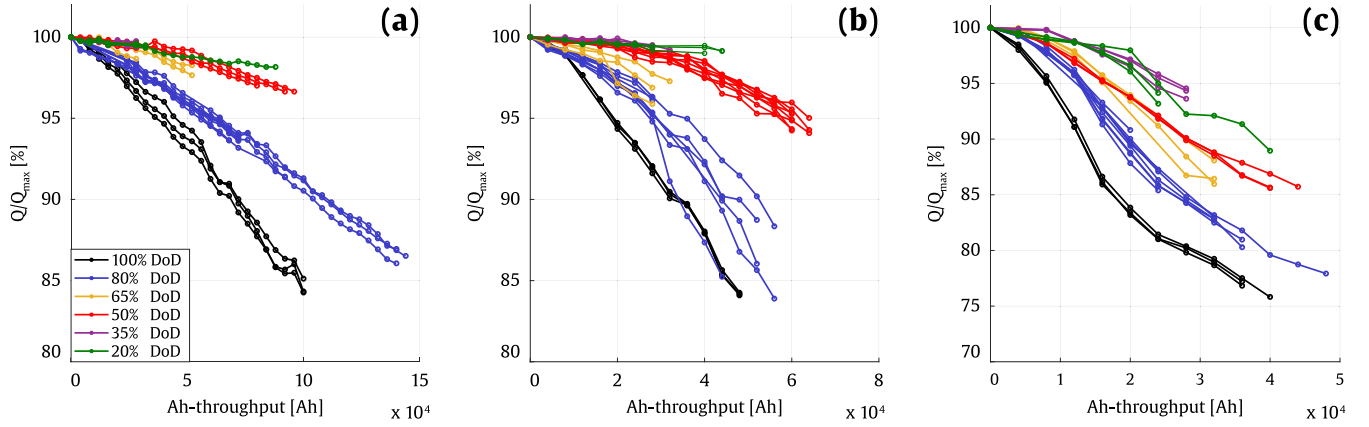 (a)
100
95
90
85
80
Q/Q_max [%]
100% DoD
80% DoD
65% DoD
50% DoD
35% DoD
20% DoD
0 5 10 15
Ah-throughput [Ah]
x 10^4
(b)
100
95
90
85
80
Q/Q_max [%]
0 2 4 6 8
Ah-throughput [Ah]
x 10^4
(c)
100
95
90
85
80
75
70
Q/Q_max [%]
0 1 2 3 4 5
Ah-throughput [Ah]
x 10^4